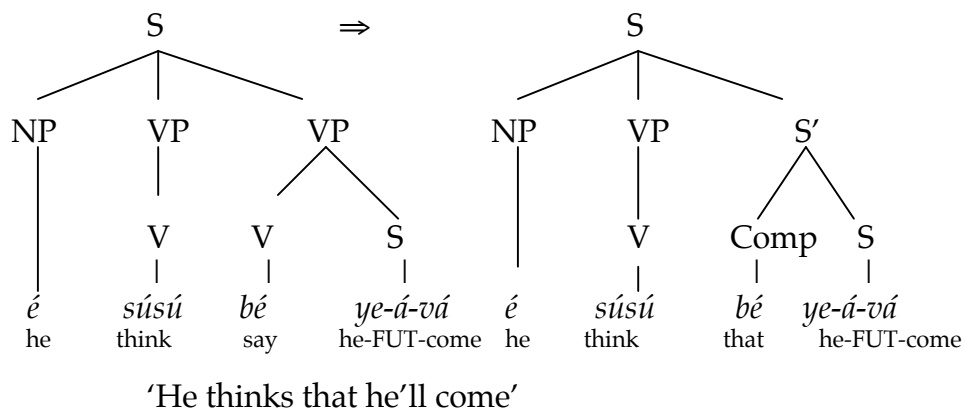 S ⇒ S
NP VP VP NP VP S’
V V S V Comp S
é súsú bé ye-á-vá é súsú bé ye-á-vá
he think say he-FUT-come he think that he-FUT-come
‘He thinks that he’ll come’